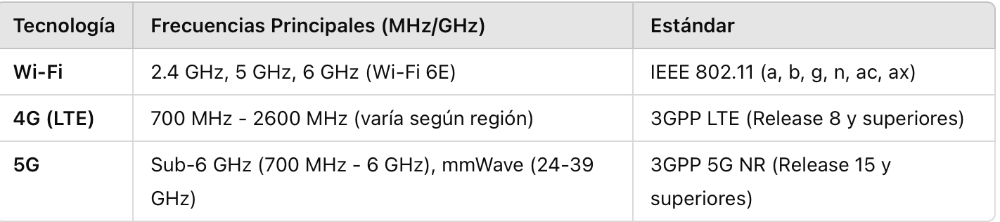 Tecnología Frecuencias Principales (MHz/GHz) Estándar
Wi-Fi 2.4 GHz, 5 GHz, 6 GHz (Wi-Fi 6E) IEEE 802.11 (a, b, g, n, ac, ax)
4G (LTE) 700 MHz - 2600 MHz (varía según región) 3GPP LTE (Release 8 y superiores)
5G Sub-6 GHz (700 MHz - 6 GHz), mmWave (24-39 3GPP 5G NR (Release 15 y
GHz) superiores)